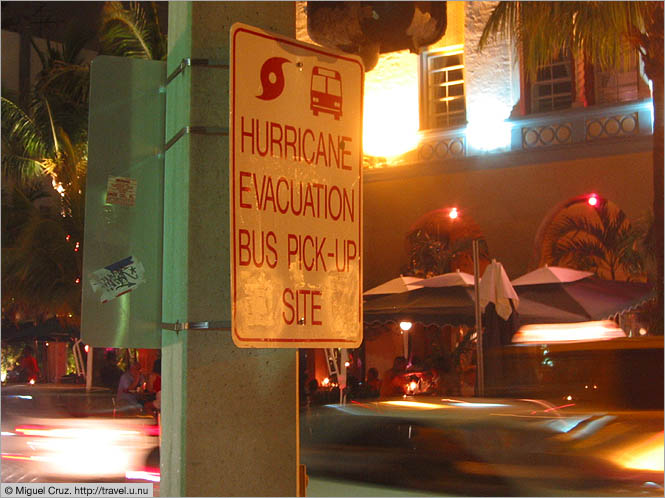 HURRICANE
EVACUATION
BUS PICK-UP
SITE
© Miguel Cruz. http://travel.u.nu